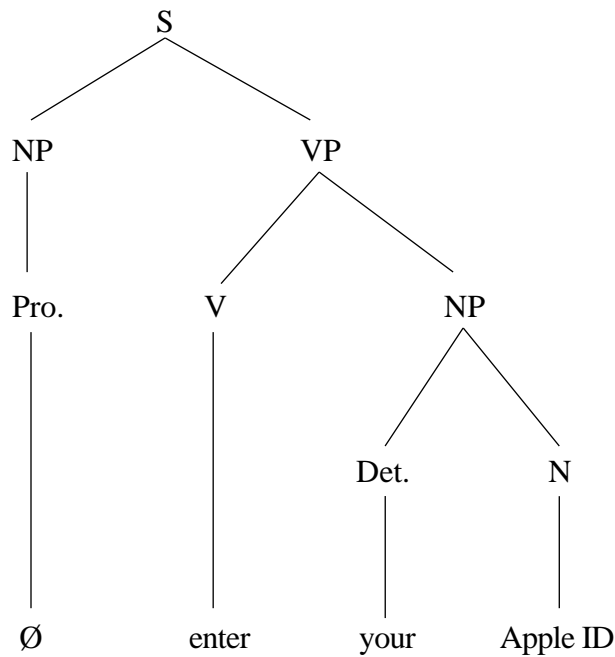 S
NP VP
Pro. V NP
Det. N
Ø enter your Apple ID